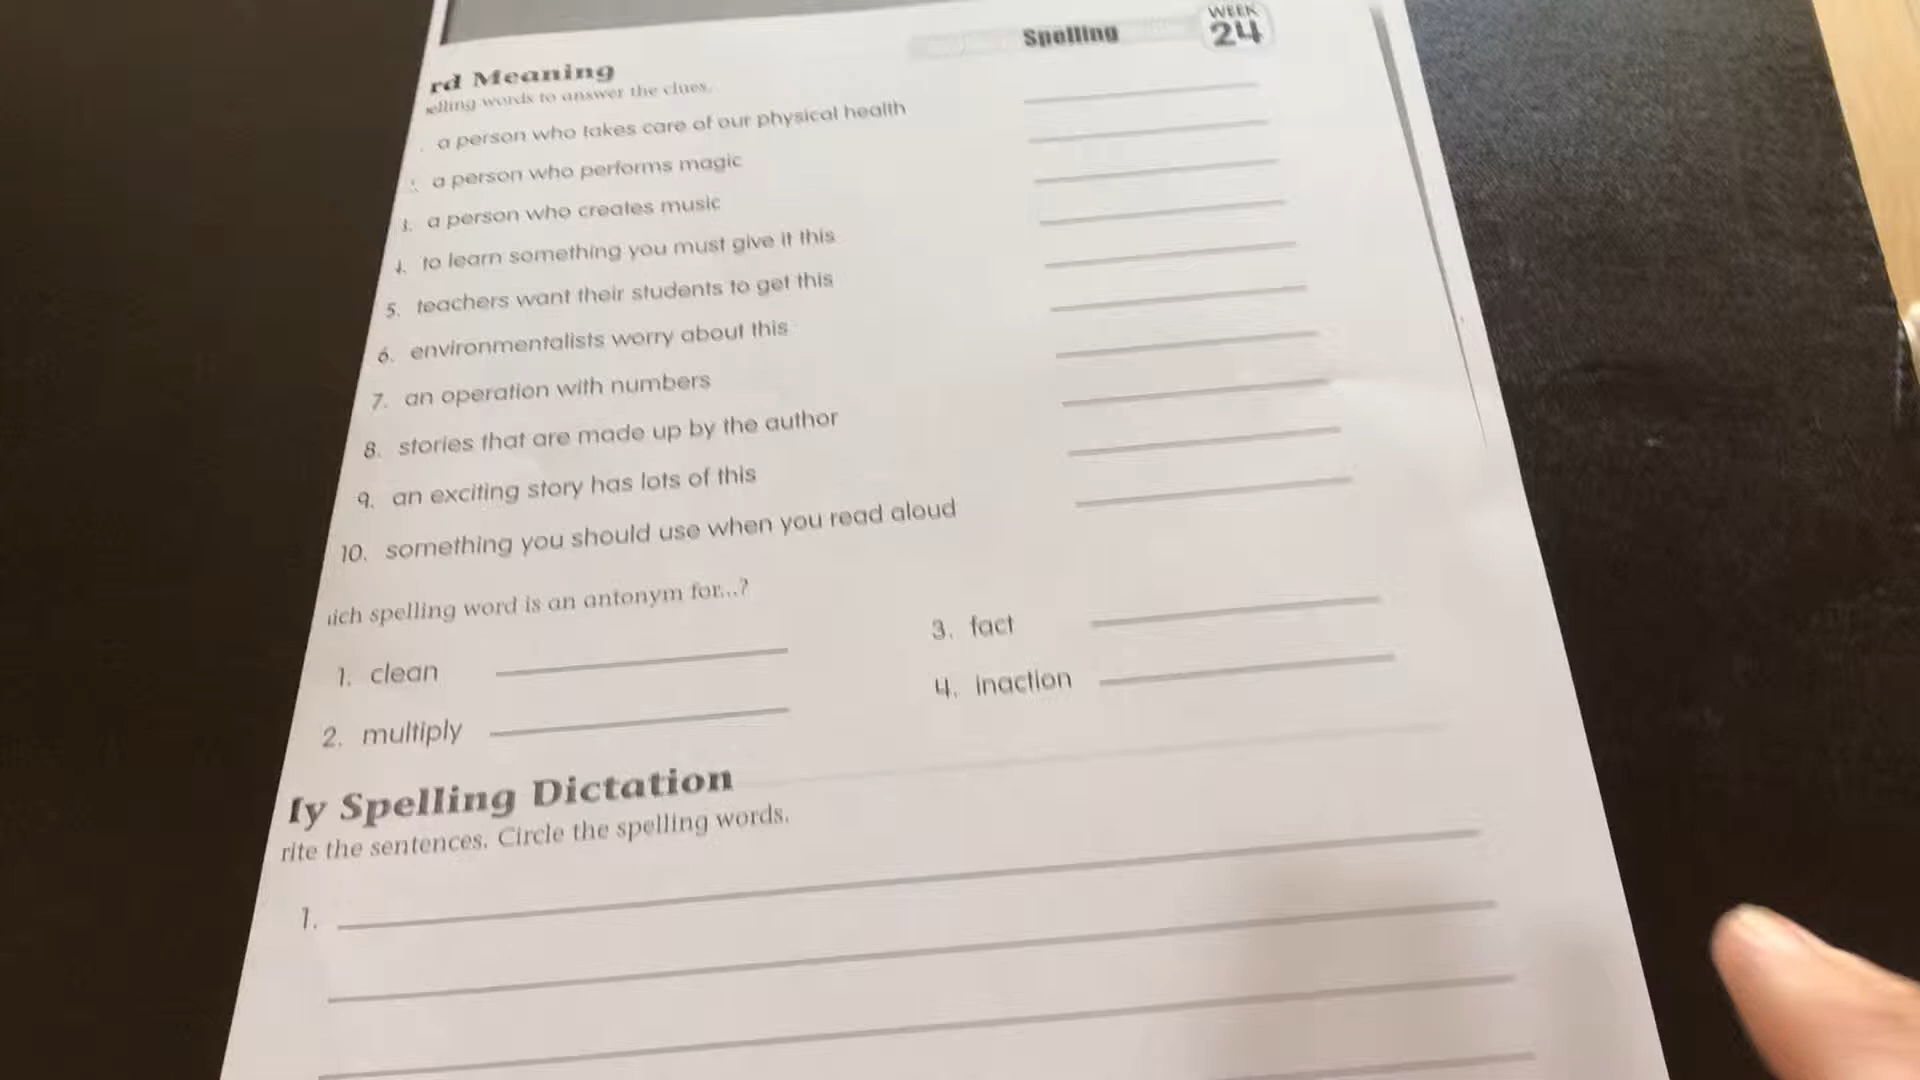 Spelling
WEEK
24
rd Meaning
elling words to answer the clues.
a person who takes care of our physical health
a person who performs magic
3. a person who creates music
4. to learn something you must give it this
5. teachers want their students to get this
6. environmentalists worry about this
7. an operation with numbers
8. stories that are made up by the author
9. an exciting story has lots of this
10. something you should use when you read aloud
ich spelling word is an antonym for...?
1. clean
2. multiply
3. fact
4. inaction
y Spelling Dictation
rite the sentences. Circle the spelling words.
1.